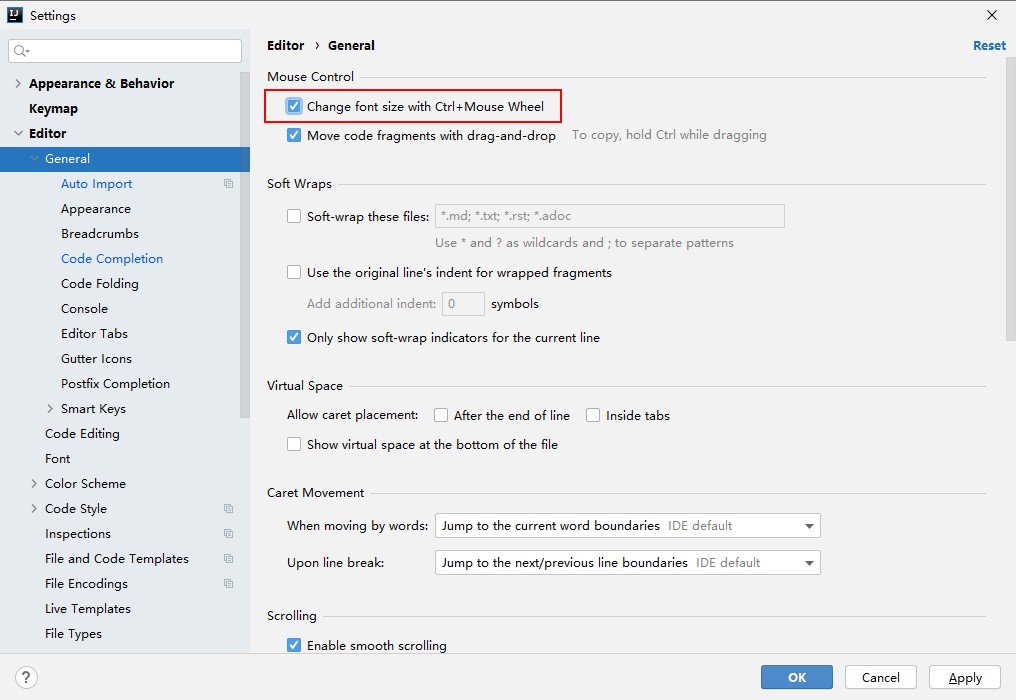 IJ Settings
Editor › General
Reset
Appearance & Behavior
Keymap
Editor
General
Auto Import
Appearance
Breadcrumbs
Code Completion
Code Folding
Console
Editor Tabs
Gutter Icons
Postfix Completion
Smart Keys
Code Editing
Font
Color Scheme
Code Style
Inspections
File and Code Templates
File Encodings
Live Templates
File Types
Mouse Control
Change font size with Ctrl+Mouse Wheel
Move code fragments with drag-and-drop To copy, hold Ctrl while dragging
Soft Wraps
Soft-wrap these files: *.md; *.txt; *.rst; *.adoc
Use * and ? as wildcards and ; to separate patterns
Use the original line's indent for wrapped fragments
Add additional indent: 0 symbols
Only show soft-wrap indicators for the current line
Virtual Space
Allow caret placement: After the end of line Inside tabs
Show virtual space at the bottom of the file
Caret Movement
When moving by words: Jump to the current word boundaries IDE default
Upon line break: Jump to the next/previous line boundaries IDE default
Scrolling
Enable smooth scrolling
? OK Cancel Apply